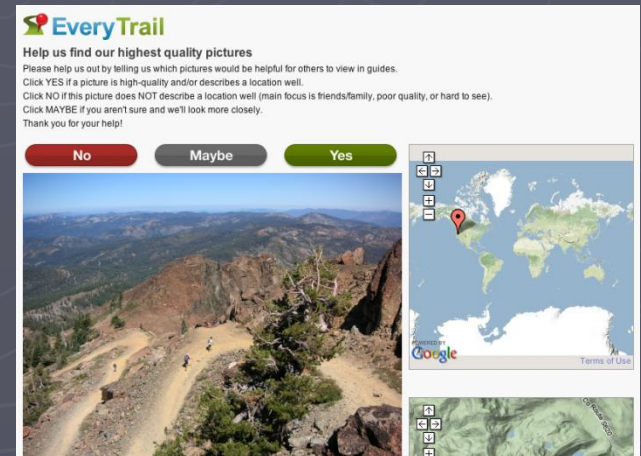 EveryTrail
Help us find our highest quality pictures
Please help us out by telling us which pictures would be helpful for others to view in guides.
Click YES if a picture is high-quality and/or describes a location well.
Click NO if this picture does NOT describe a location well (main focus is friends/family, poor quality, or hard to see).
Click MAYBE if you aren't sure and we'll look more closely.
Thank you for your help!
No Maybe Yes
POWERED BY
Google
Terms of Use